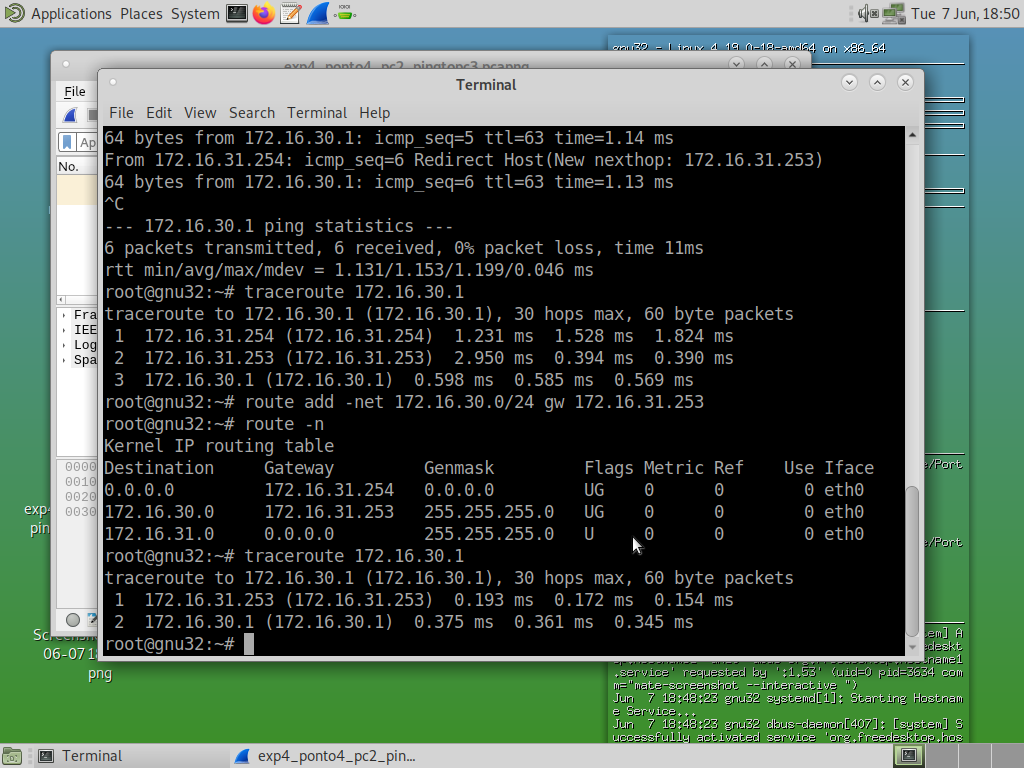 Applications Places System Tue 7 Jun, 18:50
gnu32 - Linux 4.19.0-18-amd64 on x86_64
exp4_ponto4_pc2_pingtopc3.pcapng
File
Ap
No.
Terminal
File Edit View Search Terminal Help
64 bytes from 172.16.30.1: icmp_seq=5 ttl=63 time=1.14 ms
From 172.16.31.254: icmp_seq=6 Redirect Host(New nexthop: 172.16.31.253)
64 bytes from 172.16.30.1: icmp_seq=6 ttl=63 time=1.13 ms
^C
--- 172.16.30.1 ping statistics ---
6 packets transmitted, 6 received, 0% packet loss, time 11ms
rtt min/avg/max/mdev = 1.131/1.153/1.199/0.046 ms
root@gnu32:~# traceroute 172.16.30.1
traceroute to 172.16.30.1 (172.16.30.1), 30 hops max, 60 byte packets
1 172.16.31.254 (172.16.31.254) 1.231 ms 1.528 ms 1.824 ms
2 172.16.31.253 (172.16.31.253) 2.950 ms 0.394 ms 0.390 ms
3 172.16.30.1 (172.16.30.1) 0.598 ms 0.585 ms 0.569 ms
root@gnu32:~# route add -net 172.16.30.0/24 gw 172.16.31.253
root@gnu32:~# route -n
Kernel IP routing table
Destination Gateway Genmask Flags Metric Ref Use Iface
0.0.0.0 172.16.31.254 0.0.0.0 UG 0 0 0 eth0
172.16.30.0 172.16.31.253 255.255.255.0 UG 0 0 0 eth0
172.16.31.0 0.0.0.0 255.255.255.0 U 0 0 0 eth0
root@gnu32:~# traceroute 172.16.30.1
traceroute to 172.16.30.1 (172.16.30.1), 30 hops max, 60 byte packets
1 172.16.31.253 (172.16.31.253) 0.193 ms 0.172 ms 0.154 ms
2 172.16.30.1 (172.16.30.1) 0.375 ms 0.361 ms 0.345 ms
root@gnu32:~#
Fra
IEE
Log
Spa
0000
0010
0020
0030
exp4
pin
06-07 18
png
e/Port
e/Port
em] A
.service' requested by ':1.53' (uid=0 pid=3634 com
m="mate-screenshot --interactive ")
Jun 7 18:48:23 gnu32 systemd[1]: Starting Hostnam
e Service...
Jun 7 18:48:23 gnu32 dbus-daemon[407]: [system] S
uccessfully activated service 'org.freedesktop.hos
Terminal
exp4_ponto4_pc2_pin...